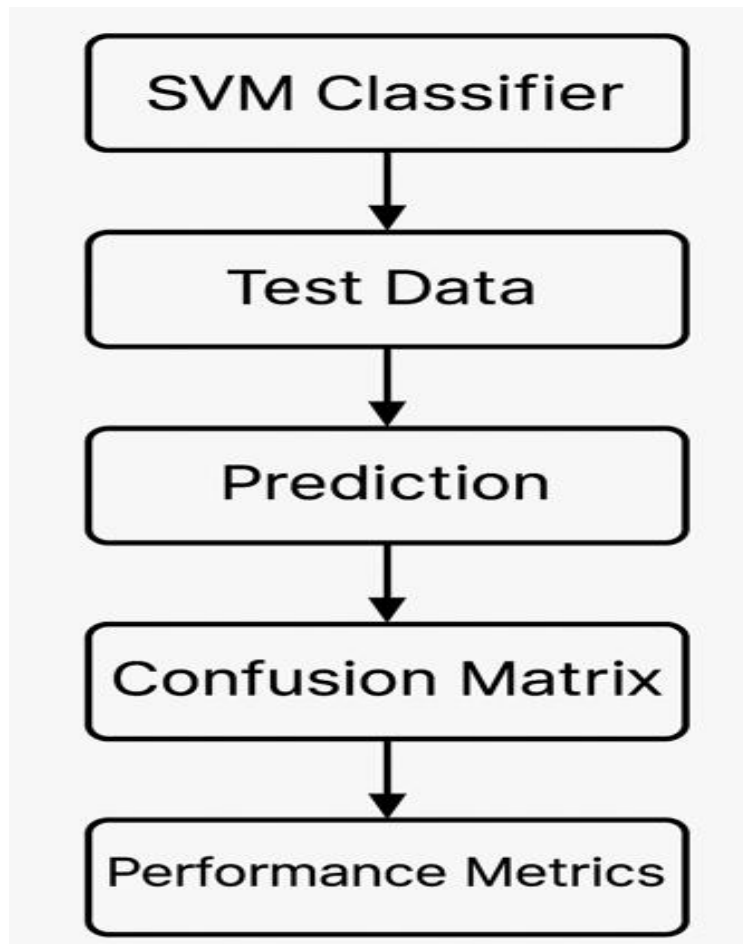 SVM Classifier
Test Data
Prediction
Confusion Matrix
Performance Metrics